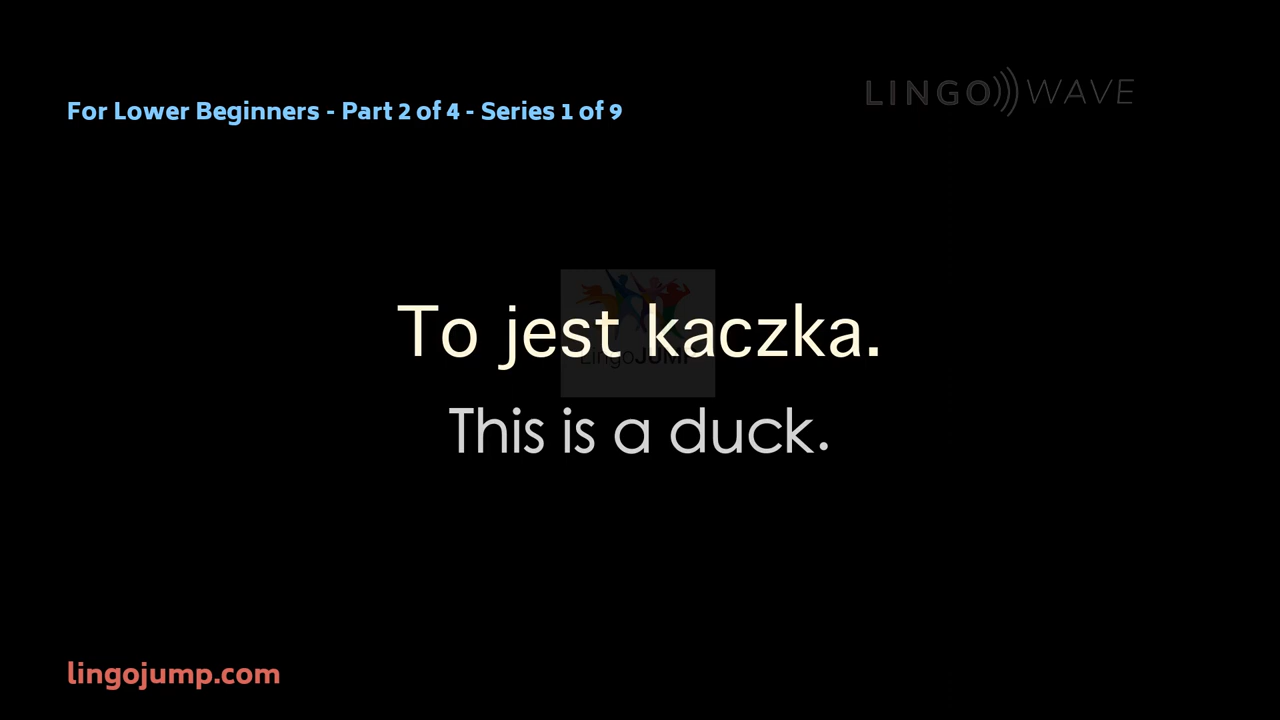 For Lower Beginners - Part 2 of 4 - Series 1 of 9
LINGO WAVE
To jest kaczka.
LingoJUMP
This is a duck.
lingojump.com